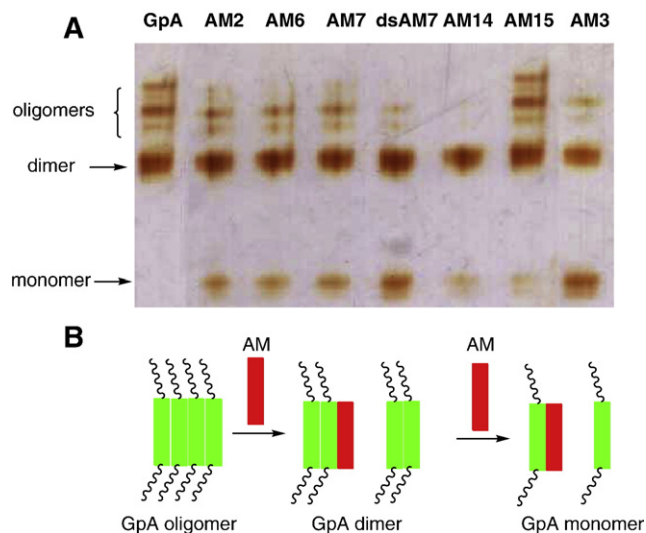 A
GpA AM2 AM6 AM7 dsAM7 AM14 AM15 AM3
oligomers
dimer
monomer
B
AM
AM
GpA oligomer
GpA dimer
GpA monomer